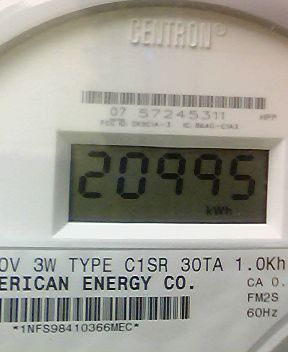 CENTRON®
07 57245311
20995
kWh
0V 3W TYPE C1SR 30TA 1.0Kh
ERICAN ENERGY CO.
CA 0.
FM2S
60Hz
*1NFS98410366MEC*